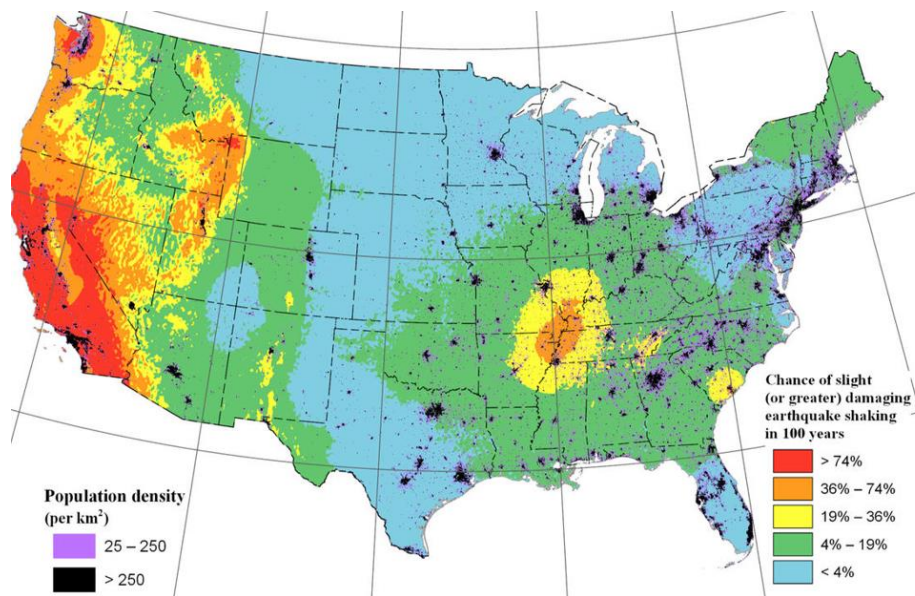 Population density
(per km²)
25 – 250
> 250
Chance of slight
(or greater) damaging
earthquake shaking
in 100 years
> 74%
36% – 74%
19% – 36%
4% – 19%
< 4%